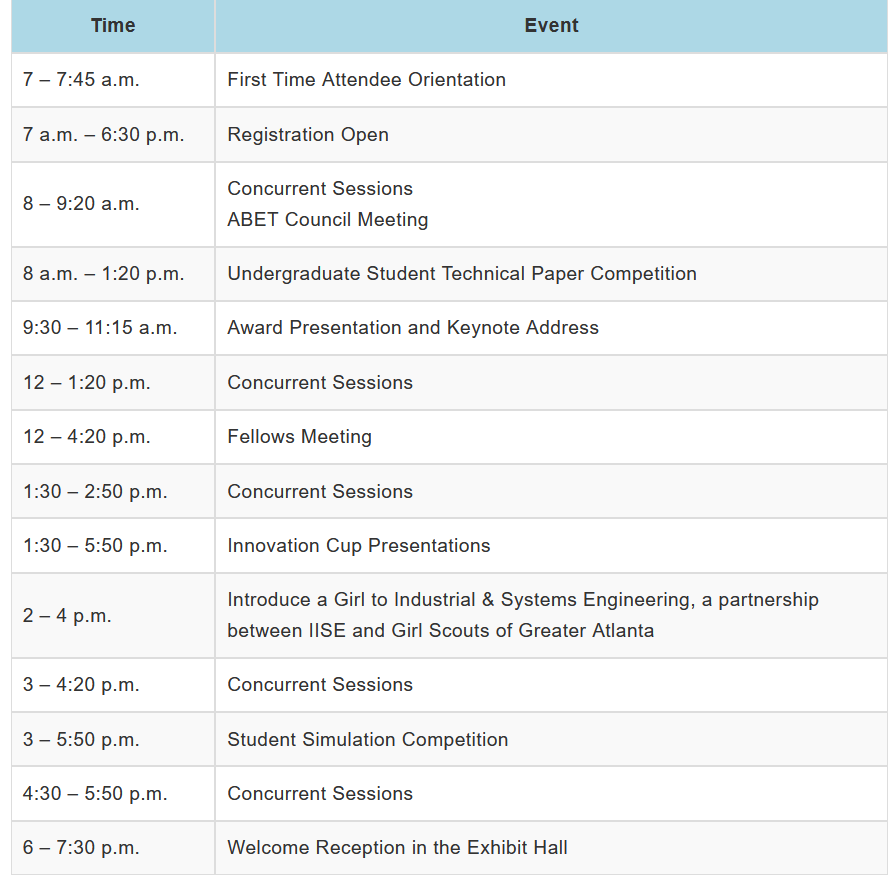 Time Event
7 – 7:45 a.m. First Time Attendee Orientation
7 a.m. – 6:30 p.m. Registration Open
8 – 9:20 a.m. Concurrent Sessions
ABET Council Meeting
8 a.m. – 1:20 p.m. Undergraduate Student Technical Paper Competition
9:30 – 11:15 a.m. Award Presentation and Keynote Address
12 – 1:20 p.m. Concurrent Sessions
12 – 4:20 p.m. Fellows Meeting
1:30 – 2:50 p.m. Concurrent Sessions
1:30 – 5:50 p.m. Innovation Cup Presentations
2 – 4 p.m. Introduce a Girl to Industrial & Systems Engineering, a partnership
between IISE and Girl Scouts of Greater Atlanta
3 – 4:20 p.m. Concurrent Sessions
3 – 5:50 p.m. Student Simulation Competition
4:30 – 5:50 p.m. Concurrent Sessions
6 – 7:30 p.m. Welcome Reception in the Exhibit Hall